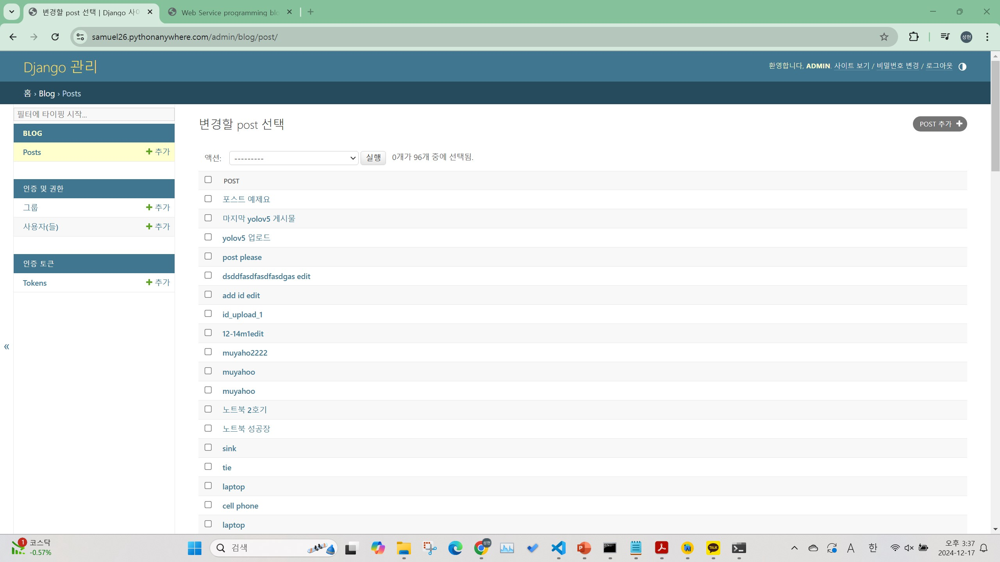 변경할 post 선택 | Django 사이
Web Service programming blo
samuel26.pythonanywhere.com/admin/blog/post/
성현
Django 관리
환영합니다, ADMIN. 사이트 보기 / 비밀번호 변경 / 로그아웃
홈 › Blog › Posts
필터에 타이핑 시작...
BLOG
Posts 추가
인증 및 권한
그룹 추가
사용자(들) 추가
인증 토큰
Tokens 추가
«
변경할 post 선택
POST 추가
액션: --------- 실행 0개가 96개 중에 선택됨.
POST
포스트 예제요
마지막 yolov5 게시물
yolov5 업로드
post please
dsddfasdfasdfasdgas edit
add id edit
id_upload_1
12-14m1edit
muyaho2222
muyahoo
muyahoo
노트북 2호기
노트북 성공장
sink
tie
laptop
cell phone
laptop
1
코스닥
-0.57%
검색
성현
TALK
A
한
오후 3:37
2024-12-17